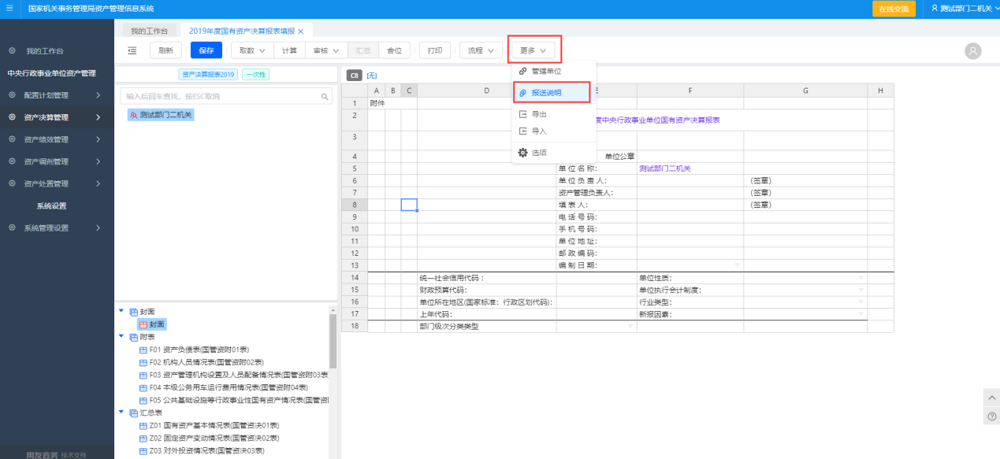 国家机关事务管理局资产管理信息系统
在线交流
测试部门二机关
我的工作台
2019年度国有资产决算报表填报
刷新 保存 取数 计算 审核 汇总 舍位 打印 流程 更多
我的工作台
中央行政事业单位资产管理
配置计划管理
资产决算管理
资产绩效管理
资产调剂管理
资产处置管理
系统设置
系统管理设置
用友政务 技术支持
资产决算报表2019 一次性
输入后回车查找，按ESC取消
测试部门二机关
封面
封面
附表
F01 资产负债表(国管资附01表)
F02 机构人员情况表(国管资附02表)
F03 资产管理机构设置及人员配备情况表(国管资附03表
F04 本级公务用车运行费用情况表(国管资附04表)
F05 公共基础设施等行政事业性国有资产情况表(国管资
汇总表
Z01 国有资产基本情况表(国管资决01表)
Z02 固定资产变动情况表(国管资决02表)
Z03 对外投资情况表(国管资决03表)
管辖单位
报送说明
导出
导入
选项
C8 [无]
A B C D E F G H
1 附件
2 度中央行政事业单位国有资产决算报表
3
4 单位公章
5 单 位 名 称： 测试部门二机关
6 单 位 负 责 人： (签章)
7 资产管理负责人： (签章)
8 填 表 人： (签章)
9 电 话 号 码：
10 手 机 号 码：
11 单 位 地 址：
12 邮 政 编 码：
13 编 制 日 期：
14 统一社会信用代码 ： 单位性质：
15 财政预算代码： 单位执行会计制度：
16 单位所在地区(国家标准：行政区划代码)： 行业类型：
17 上年代码： 新报因素：
18 部门级次分类类型